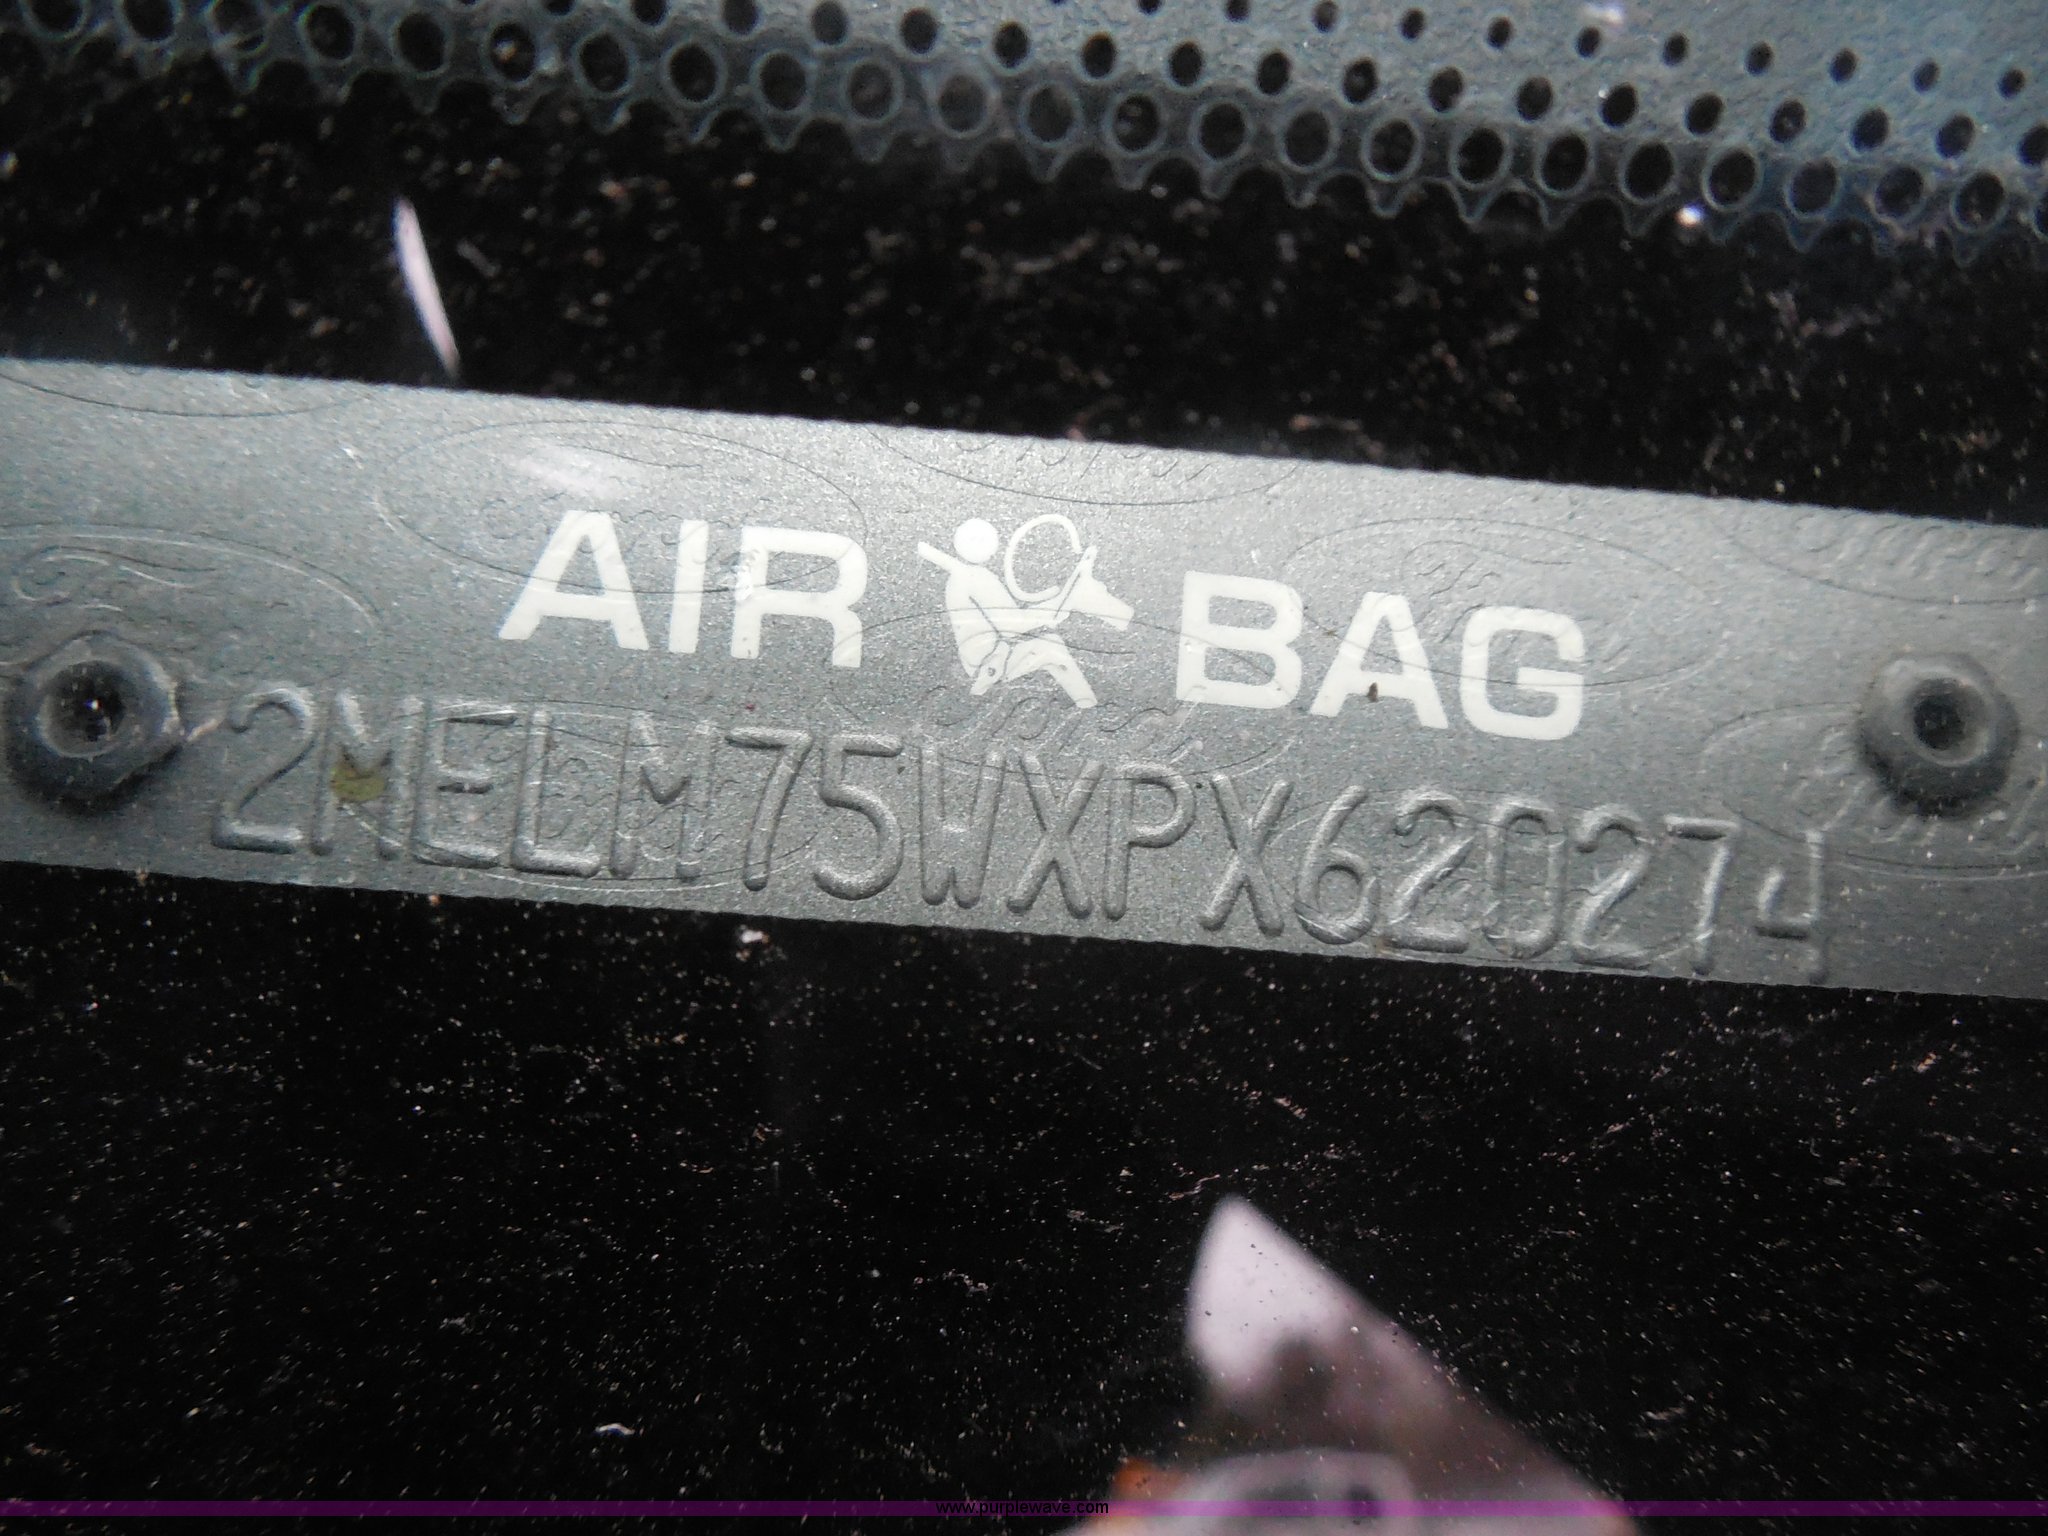 AIR BAG
2MELM75WXPX620274
www.purplewave.com